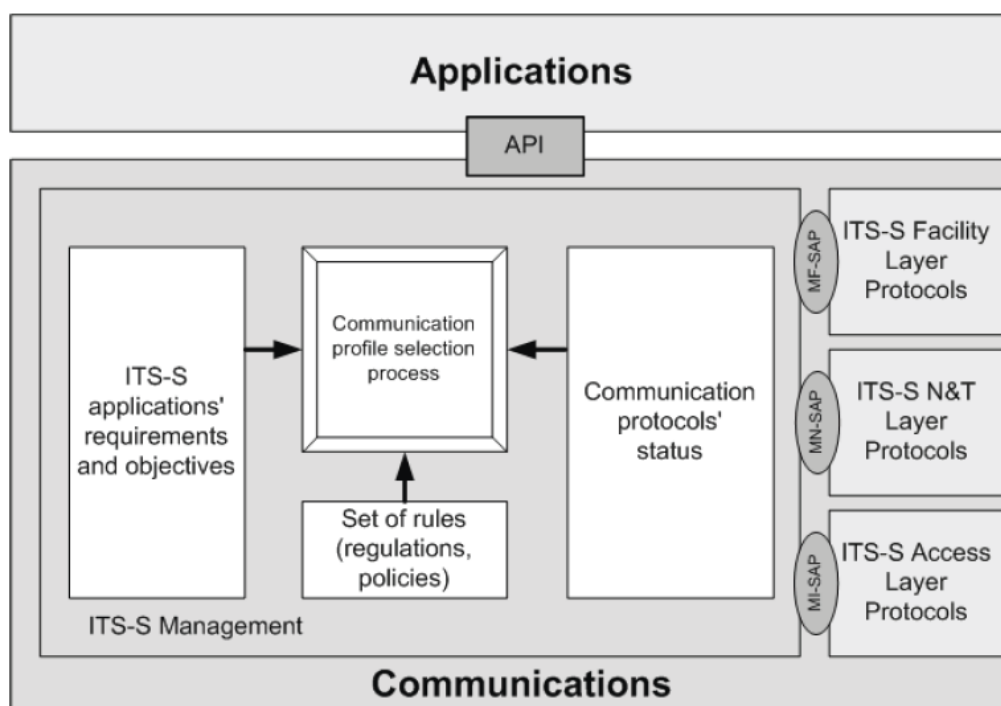 Applications
API
ITS-S
applications'
requirements
and objectives
Communication
profile selection
process
Set of rules
(regulations,
policies)
Communication
protocols'
status
ITS-S Management
MF-SAP
ITS-S Facility
Layer
Protocols
MN-SAP
ITS-S N&T
Layer
Protocols
MI-SAP
ITS-S Access
Layer
Protocols
Communications